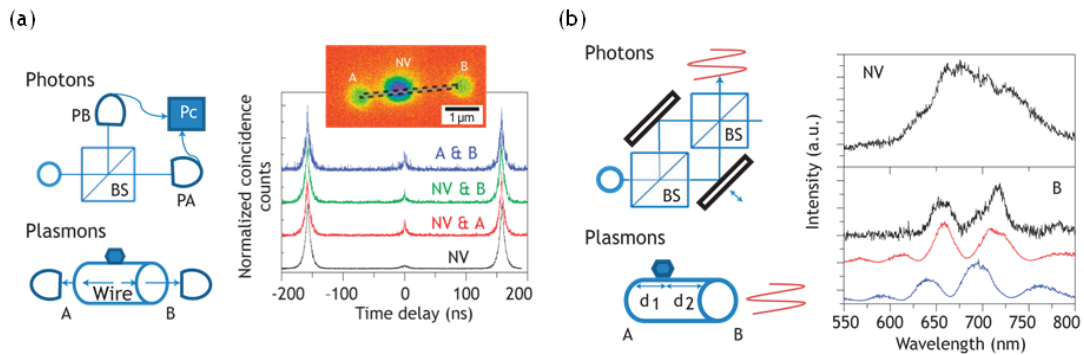 (a)
Photons
PB
Pc
BS
PA
Plasmons
Wire
A
B
A
NV
B
1 μm
Normalized coincidence
counts
A & B
NV & B
NV & A
NV
-200
-100
0
100
200
Time delay (ns)
(b)
Photons
BS
BS
Plasmons
d1
d2
A
B
NV
B
Intensity (a.u.)
550
600
650
700
750
800
Wavelength (nm)